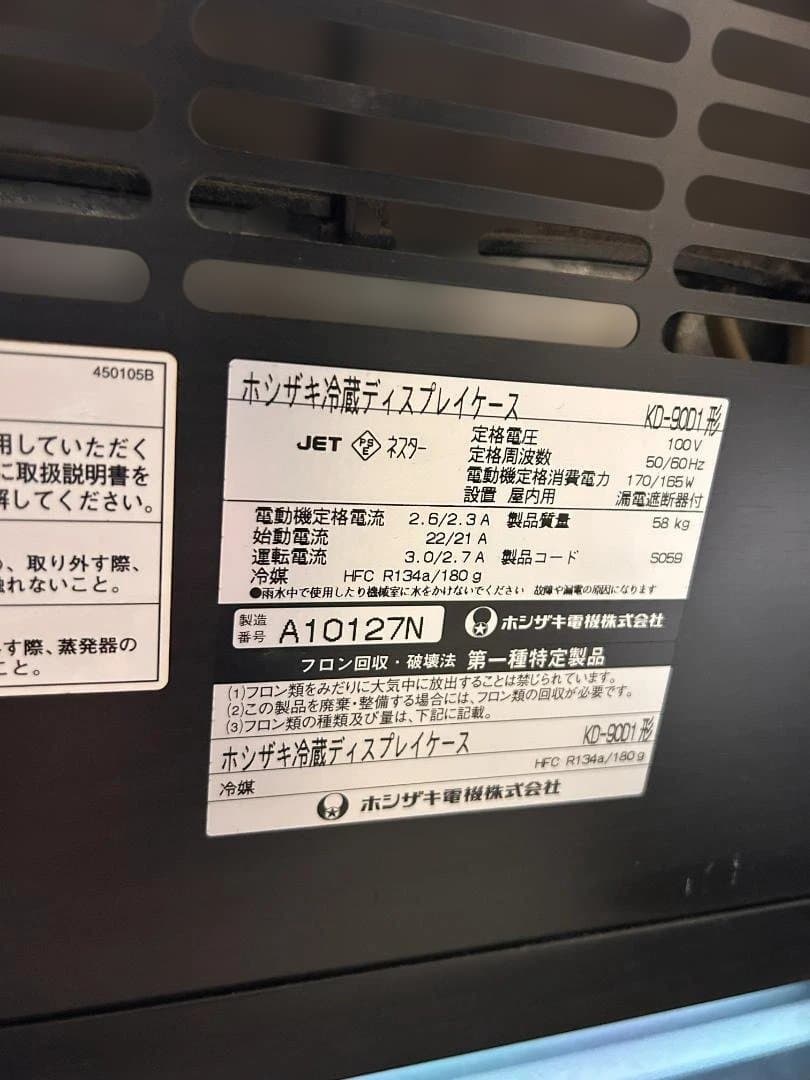 450105B
用していただく
に取扱説明書を
解してください。
、取り外す際、
触れないこと。
す際、蒸発器の
こと。
ホシザキ冷蔵ディスプレイケース KD-90D1形
JET PSE ネスター
定格電圧 100V
定格周波数 50/60Hz
電動機定格消費電力 170/165W
設置 屋内用 漏電遮断器付
電動機定格電流 2.6/2.3 A 製品質量 58 kg
始動電流 22/21 A
運転電流 3.0/2.7 A 製品コード S059
冷媒 HFC R134a/180g
●雨水中で使用したり機械室に水をかけないでください 故障や漏電の原因になります
製造番号 A10127N ホシザキ電機株式会社
フロン回収・破壊法 第一種特定製品
(1)フロン類をみだりに大気中に放出することは禁じられています。
(2)この製品を廃棄・整備する場合には、フロン類の回収が必要です。
(3)フロン類の種類及び量は、下記に記載。
ホシザキ冷蔵ディスプレイケース KD-90D1形
冷媒 HFC R134a/180g
ホシザキ電機株式会社